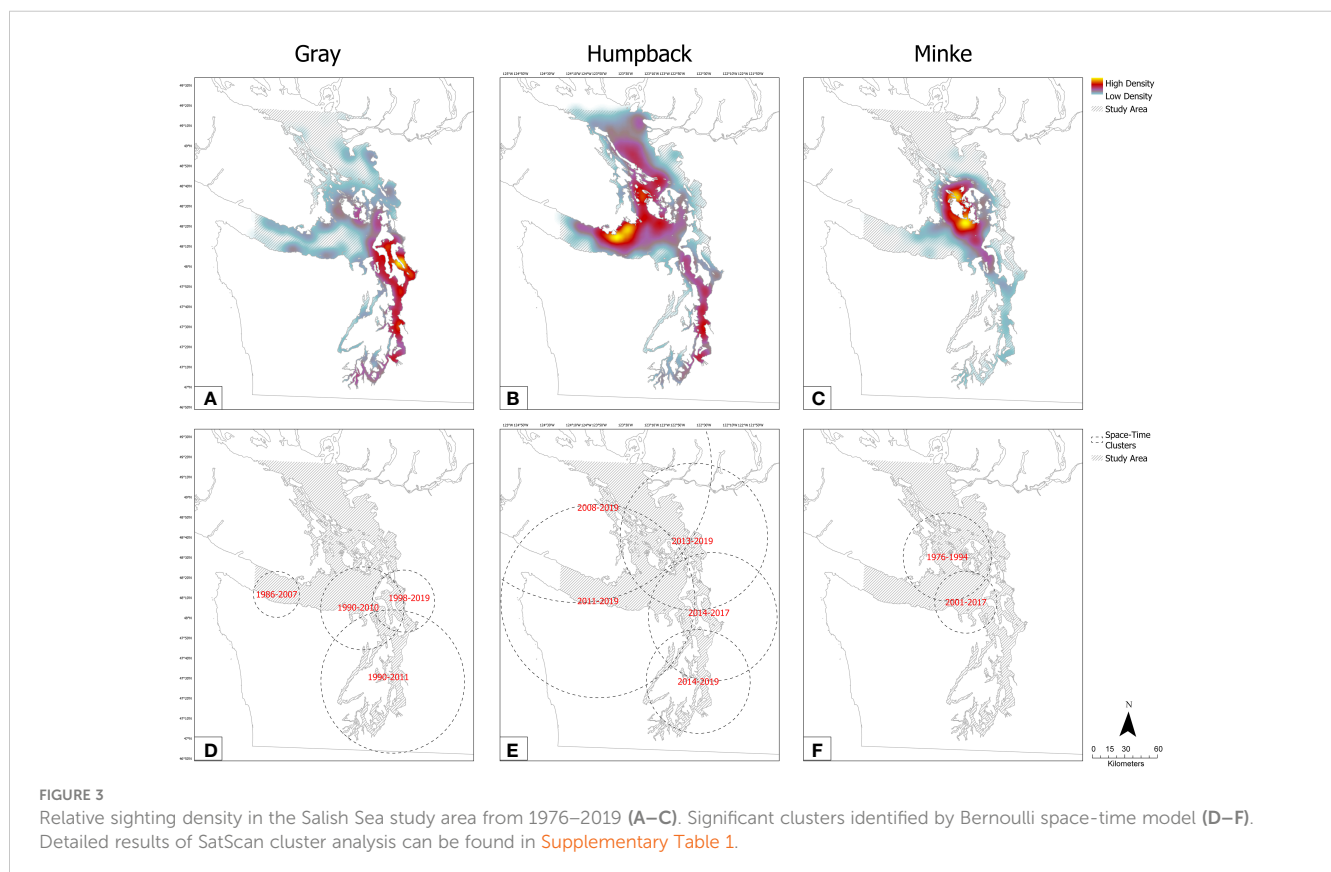 Gray
Humpback
Minke
High Density
Low Density
Study Area
A
B
C
Space-Time
Clusters
Study Area
1986-2007
1990-2010
1998-2019
1990-2011
2008-2019
2013-2019
2011-2019
2014-2017
2014-2019
1976-1994
2001-2017
D
E
F
N
0 15 30 60
Kilometers
FIGURE 3
Relative sighting density in the Salish Sea study area from 1976–2019 (A–C). Significant clusters identified by Bernoulli space-time model (D–F).
Detailed results of SatScan cluster analysis can be found in Supplementary Table 1.